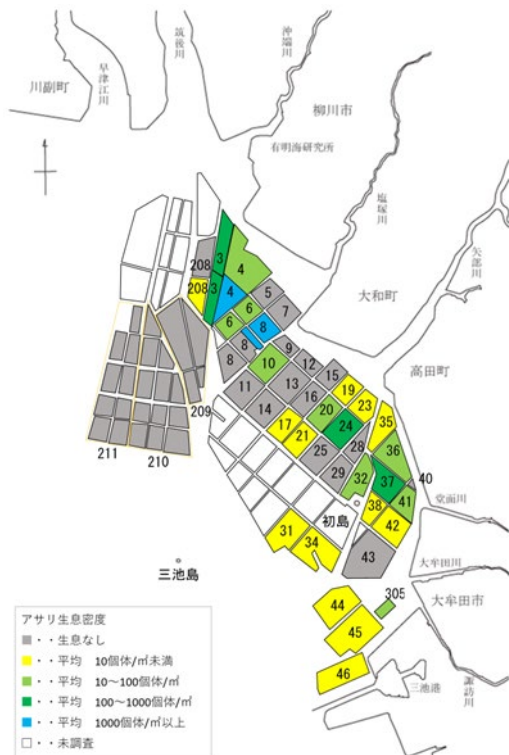 川副町
早津江川
筑後川
沖端川
柳川市
有明海研究所
塩塚川
矢部川
大和町
高田町
208
3
4
208
3
4
5
7
6
6
8
8
8
9
10
12
15
11
13
16
19
23
14
20
35
209
17
21
24
36
211
210
25
28
29
32
37
40
41
堂面川
初島
38
42
31
34
43
大牟田川
三池島
大牟田市
44
305
45
46
三池港
諏訪川
アサリ生息密度
・・生息なし
・・平均 10個体/㎡未満
・・平均 10~100個体/㎡
・・平均 100~1000個体/㎡
・・平均 1000個体/㎡以上
・・未調査